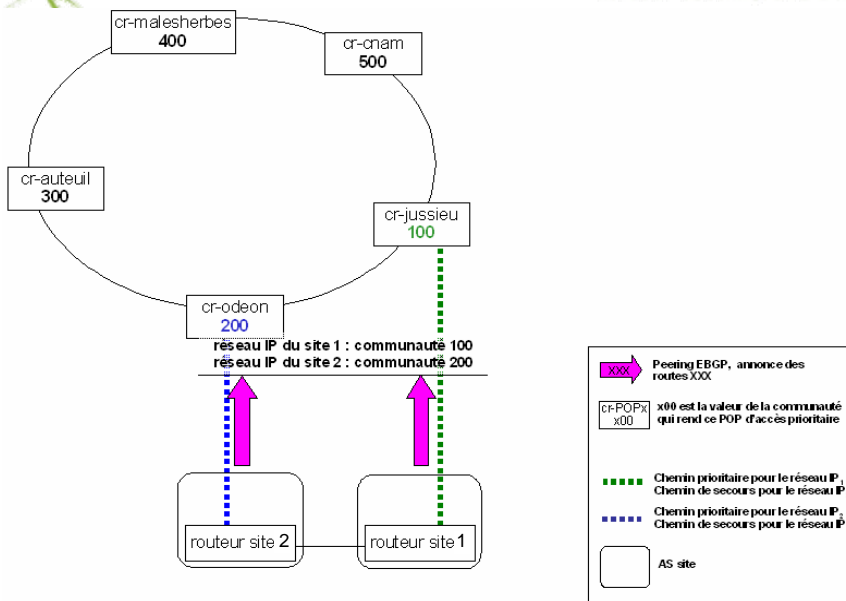 cr-malesherbes
400
cr-cnam
500
cr-auteuil
300
cr-jussieu
100
cr-odeon
200
réseau IP du site 1 : communauté 100
réseau IP du site 2 : communauté 200
routeur site 2
routeur site 1
XXX
Peering EBGP, annonce des
routes XXX
cr-POPx
x00
x00 est la valeur de la communauté
qui rend ce POP d'accès prioritaire
Chemin prioritaire pour le réseau IP1
Chemin de secours pour le réseau IP
Chemin prioritaire pour le réseau IP2
Chemin de secours pour le réseau IP
AS site